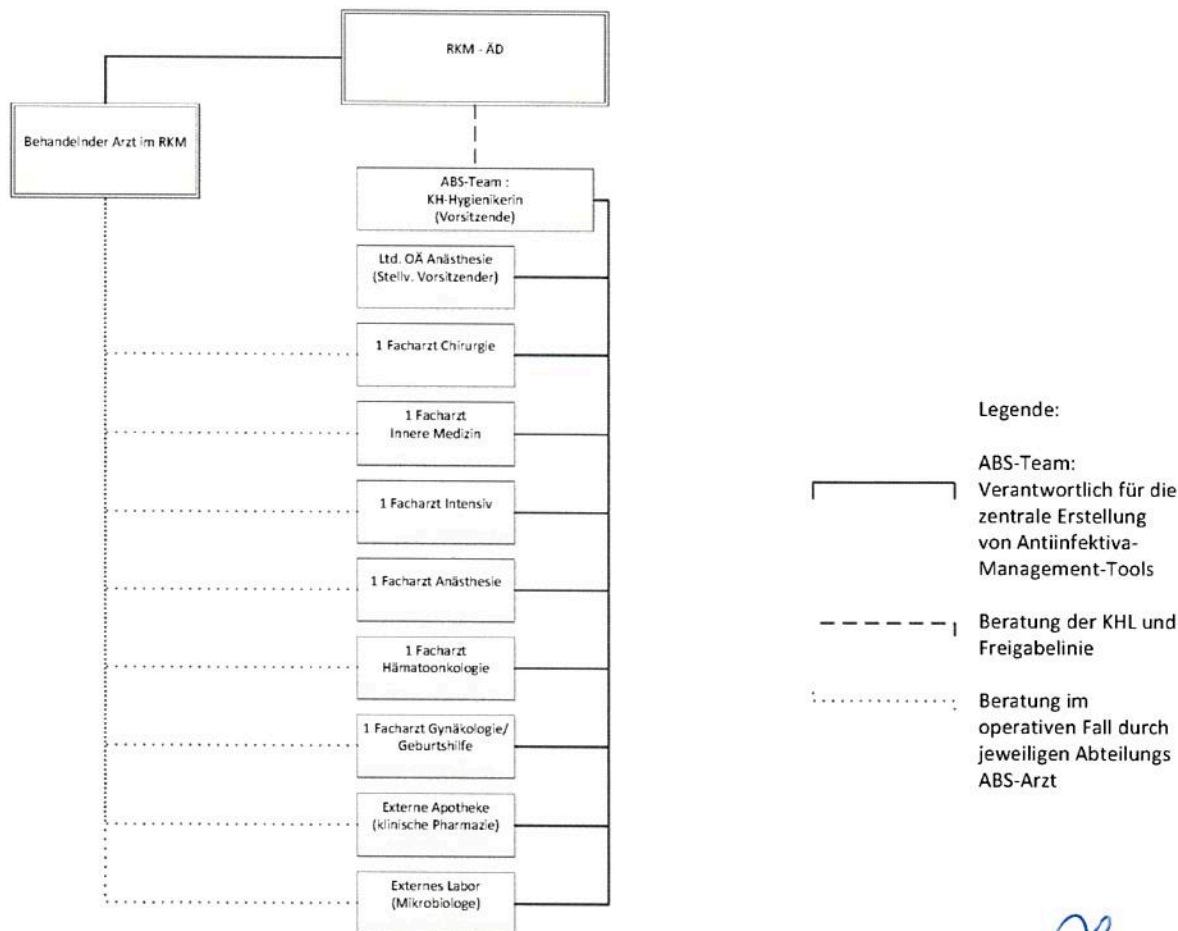 RKM - ÄD
Behandelnder Arzt im RKM
ABS-Team :
KH-Hygienikerin
(Vorsitzende)
Ltd. OÄ Anästhesie
(Stellv. Vorsitzender)
1 Facharzt Chirurgie
1 Facharzt
Innere Medizin
1 Facharzt Intensiv
1 Facharzt Anästhesie
1 Facharzt
Hämatoonkologie
1 Facharzt Gynäkologie/
Geburtshilfe
Externe Apotheke
(klinische Pharmazie)
Externes Labor
(Mikrobiologe)
Legende:
ABS-Team:
Verantwortlich für die
zentrale Erstellung
von Antiinfektiva-
Management-Tools
Beratung der KHL und
Freigabelinie
Beratung im
operativen Fall durch
jeweiligen Abteilungs
ABS-Arzt